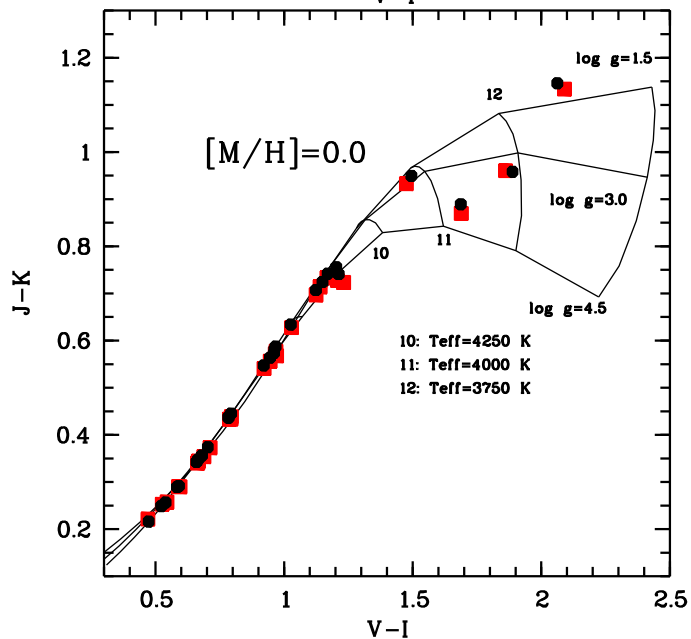 log g=1.5
1.2
12
[M/H]=0.0
1
log g=3.0
0.8
10
11
J-K
log g=4.5
0.6
10: Teff=4250 K
11: Teff=4000 K
12: Teff=3750 K
0.4
0.2
0.5
1
1.5
2
2.5
V-I